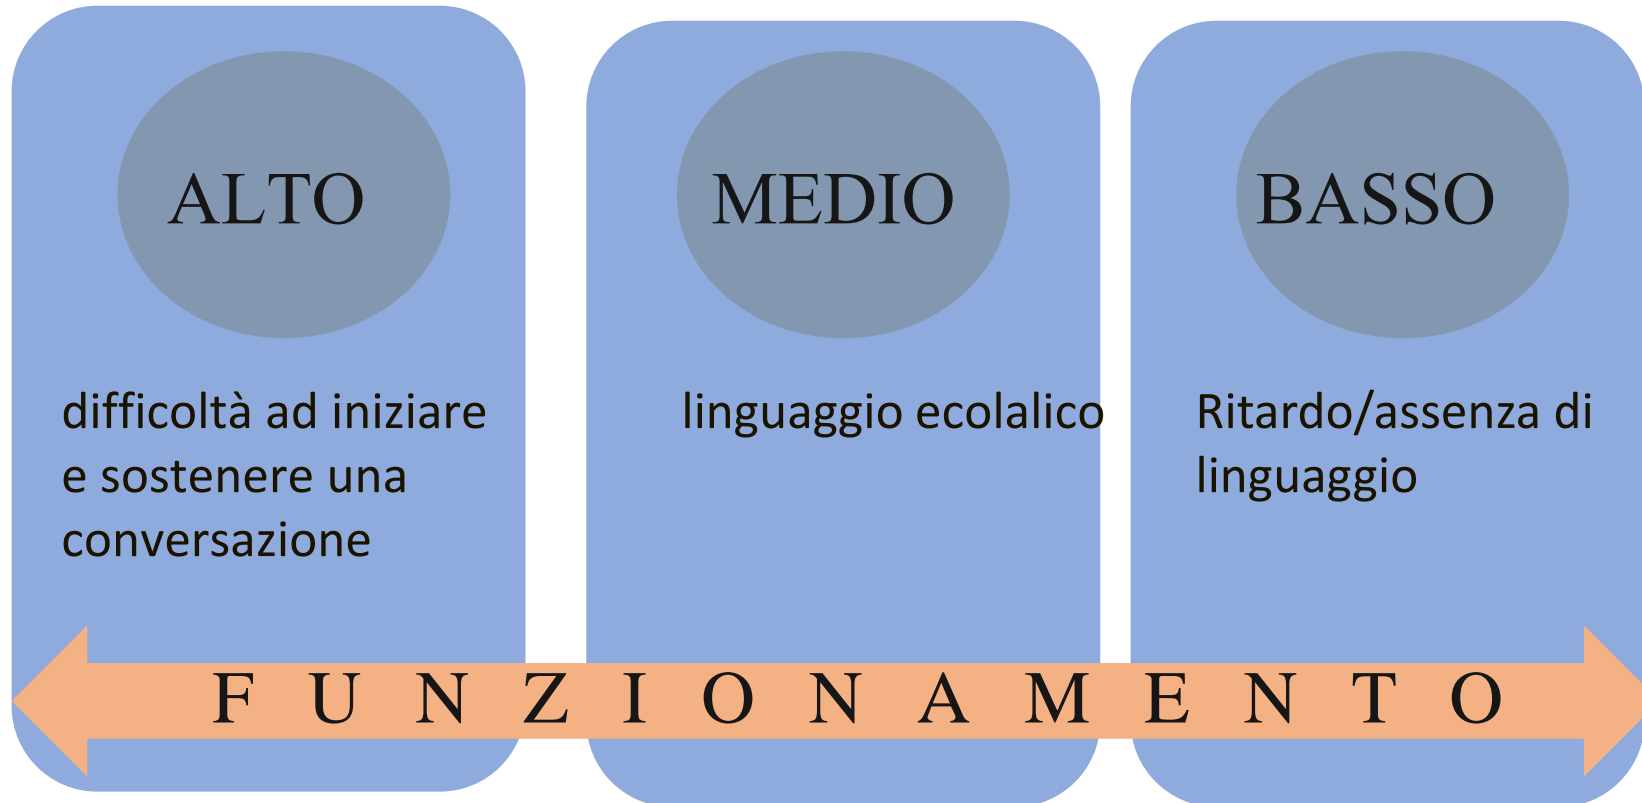 ALTO
difficoltà ad iniziare
e sostenere una
conversazione
MEDIO
linguaggio ecolalico
BASSO
Ritardo/assenza di
linguaggio
F U N Z I O N A M E N T O